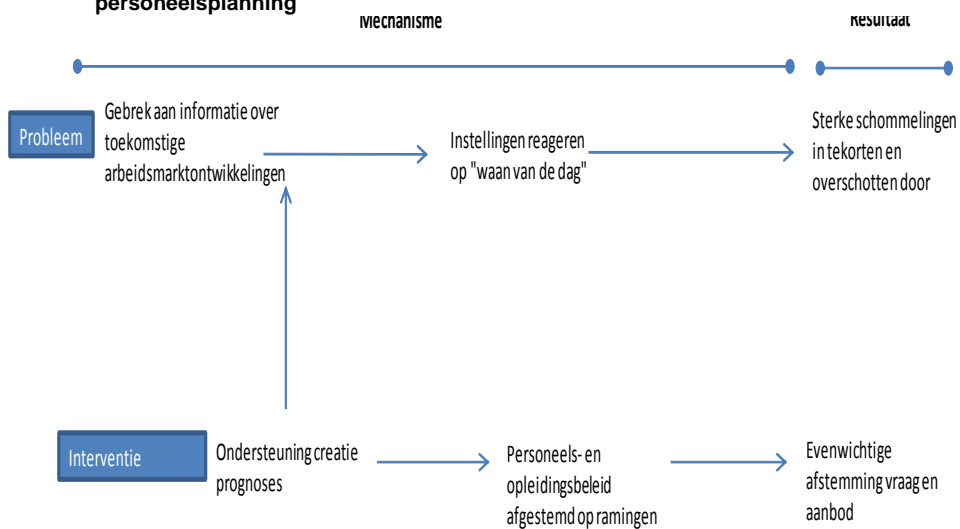 personeelsplanning
Mechanisme
Resultaat
Probleem
Gebrek aan informatie over
toekomstige
arbeidsmarktontwikkelingen
Instellingen reageren
op "waan van de dag"
Sterke schommelingen
in tekorten en
overschotten door
Interventie
Ondersteuning creatie
prognoses
Personeels- en
opleidingsbeleid
afgestemd op ramingen
Evenwichtige
afstemming vraag en
aanbod